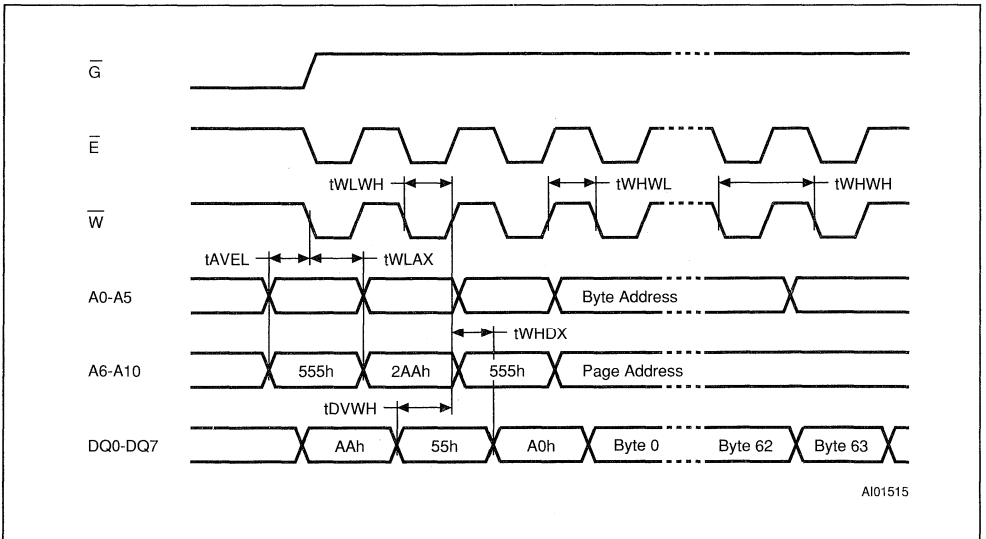 G
E
tWLWH tWHWL tWHWH
W
tAVEL tWLAX
A0-A5 Byte Address
tWHDX
A6-A10 555h 2AAh 555h Page Address
tDVWH
DQ0-DQ7 AAh 55h A0h Byte 0 Byte 62 Byte 63
AI01515